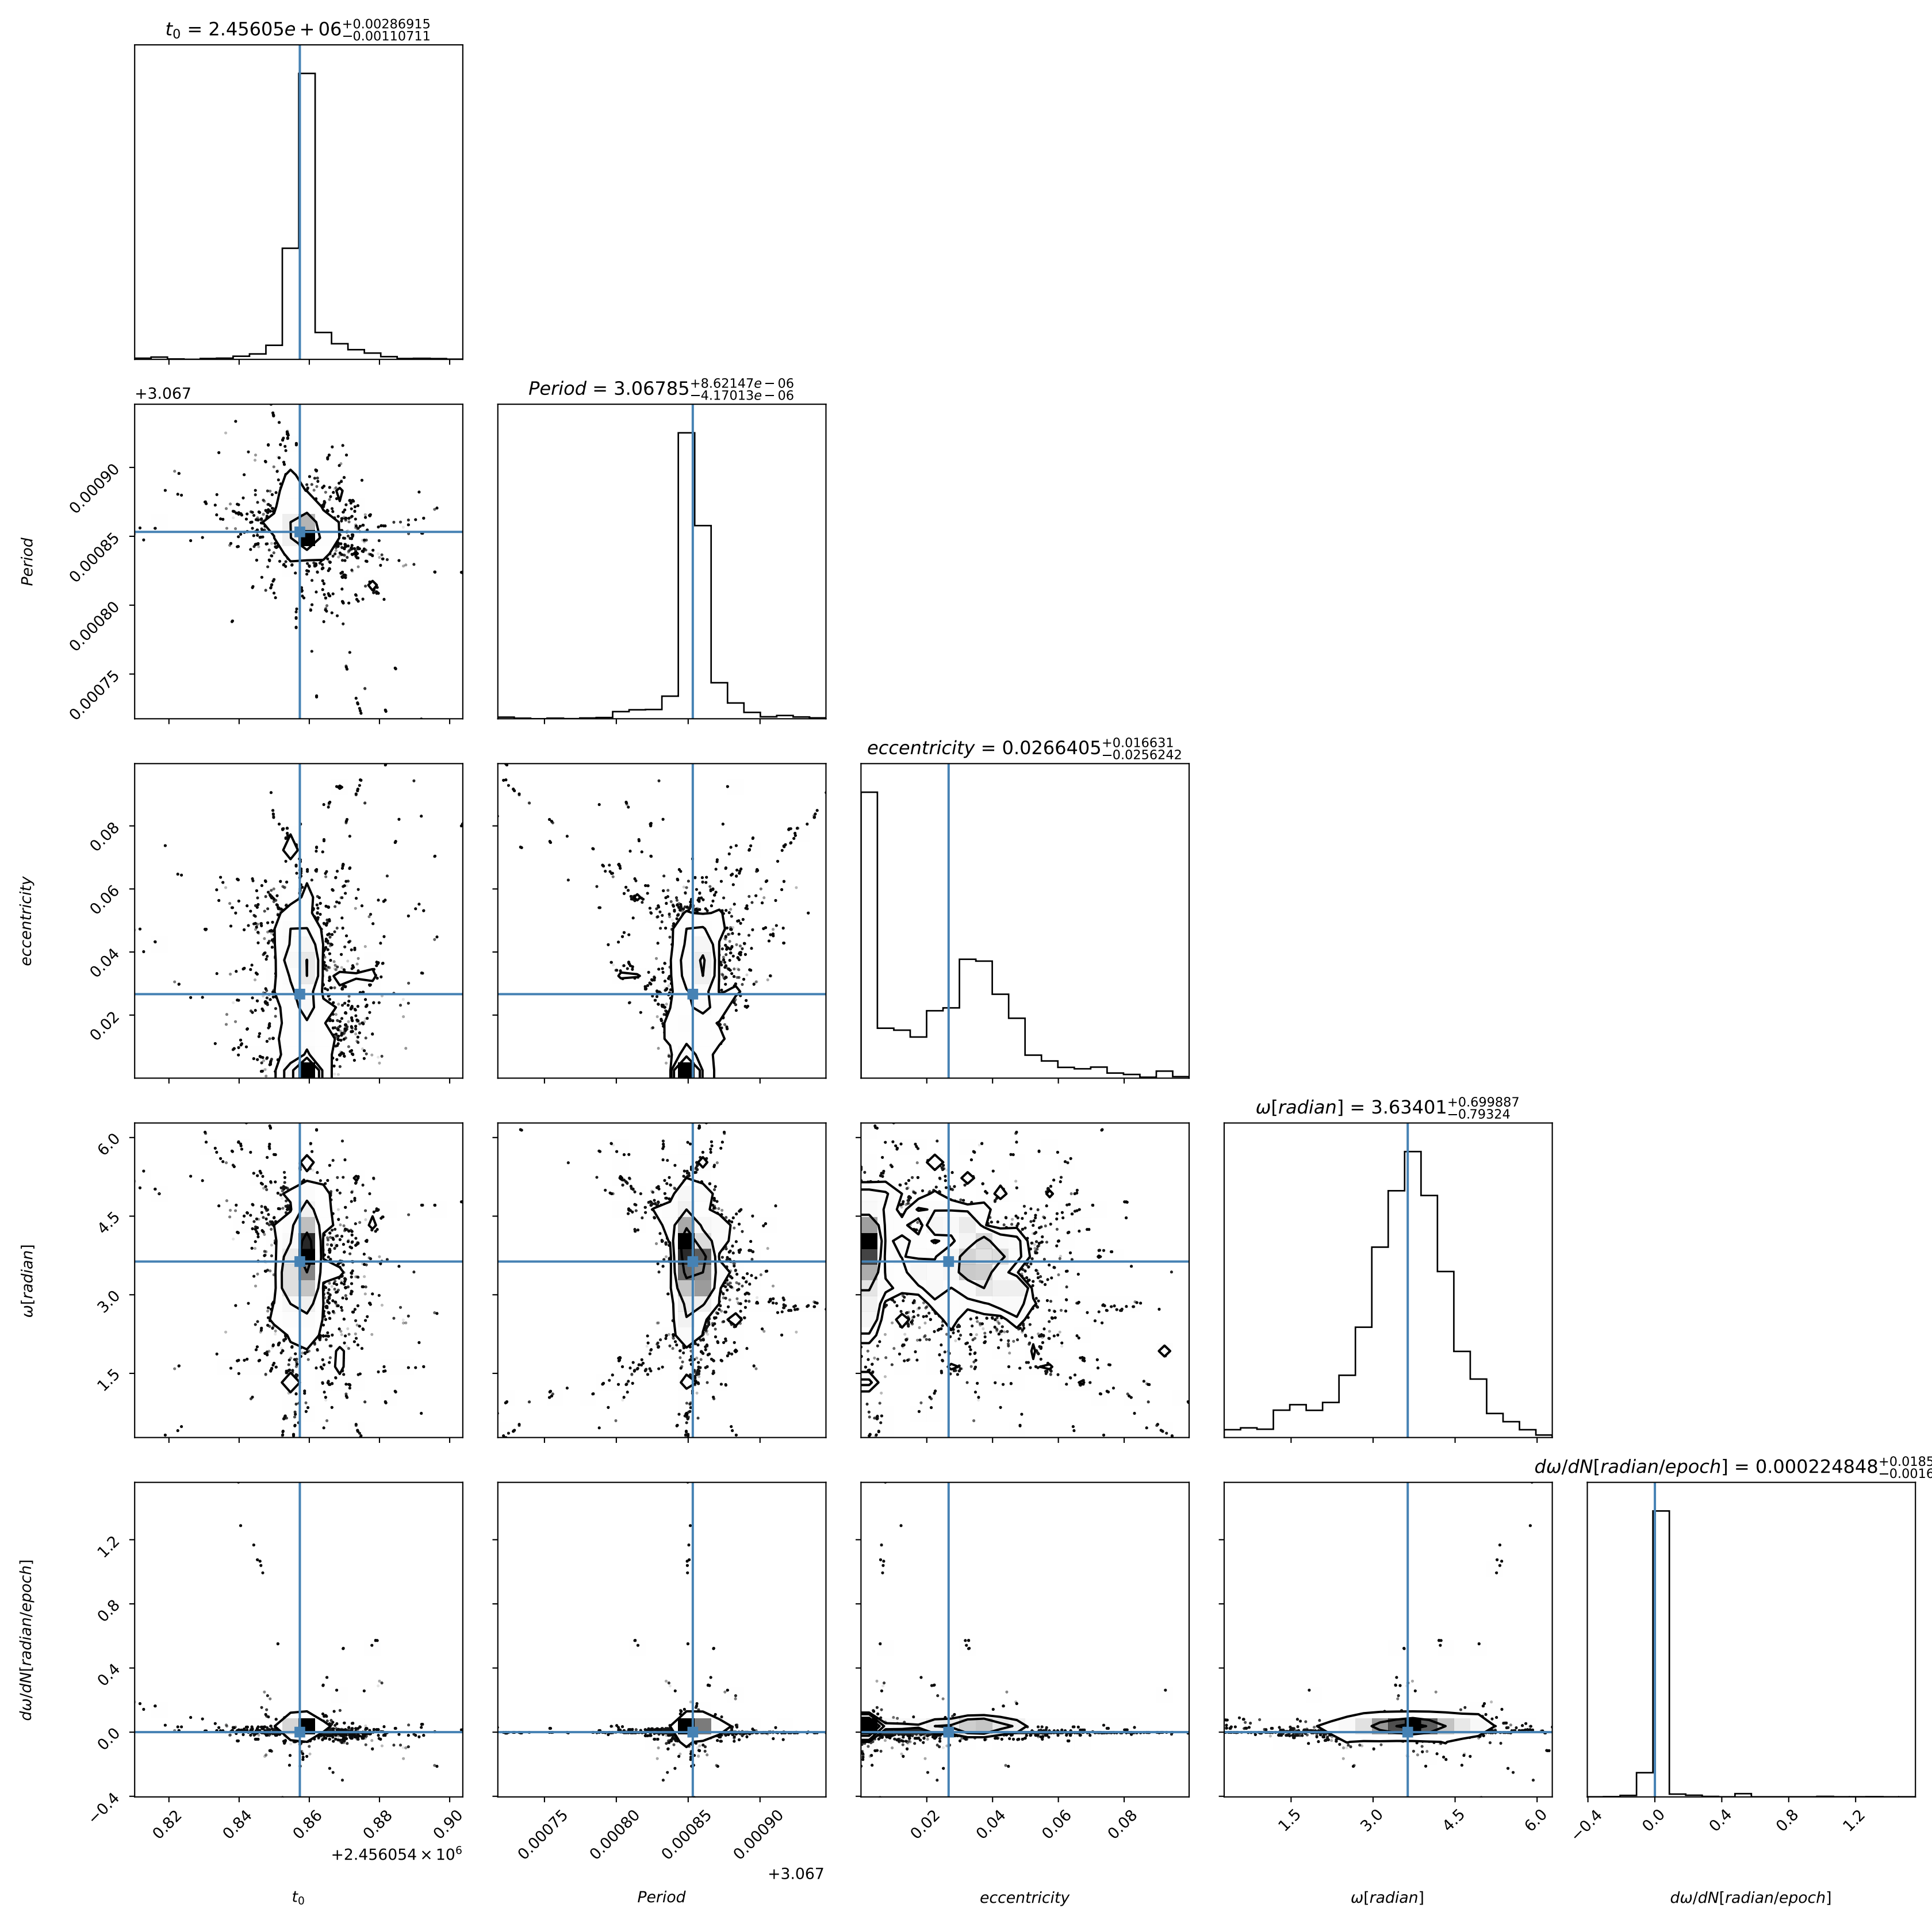 t₀ = 2.45605e + 06 +0.00286915 −0.00110711
+3.067
Period = 3.06785 +8.62147e − 06 −4.17013e − 06
0.00090
0.00085
0.00080
0.00075
Period
eccentricity = 0.0266405 +0.016631 −0.0256242
0.08
0.06
0.04
0.02
eccentricity
ω[radian] = 3.63401 +0.699887 −0.79324
6.0
4.5
3.0
1.5
ω[radian]
dω/dN[radian/epoch] = 0.000224848 +0.0185 −0.0016
1.2
0.8
0.4
0.0
−0.4
dω/dN[radian/epoch]
0.82 0.84 0.86 0.88 0.90
0.00075 0.00080 0.00085 0.00090
0.02 0.04 0.06 0.08
1.5 3.0 4.5 6.0
−0.4 0.0 0.4 0.8 1.2
+2.456054 × 10⁶
+3.067
t₀
Period
eccentricity
ω[radian]
dω/dN[radian/epoch]